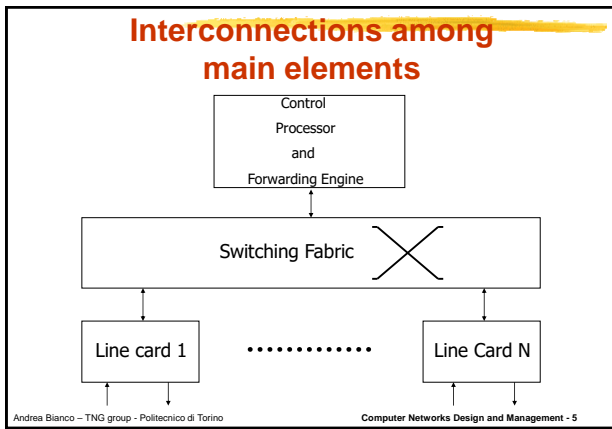 Interconnections among
main elements
Control
Processor
and
Forwarding Engine
Switching Fabric
Line card 1
Line Card N
Andrea Bianco – TNG group - Politecnico di Torino
Computer Networks Design and Management - 5